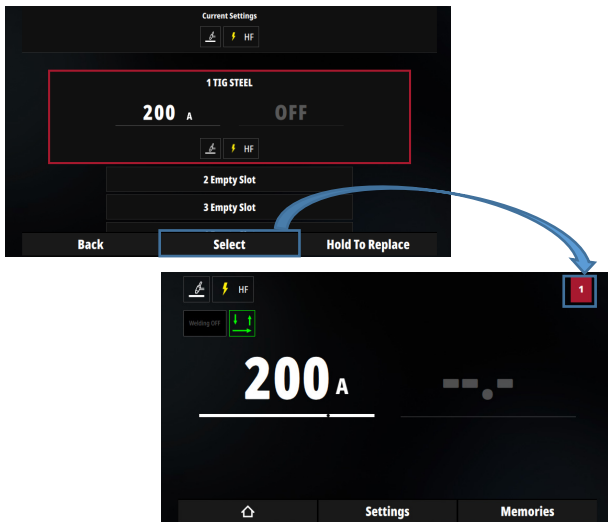 Current Settings
HF
1 TIG STEEL
200 A OFF
HF
2 Empty Slot
3 Empty Slot
Back Select Hold To Replace
HF 1
Welding OFF
200 A --.-
Settings Memories